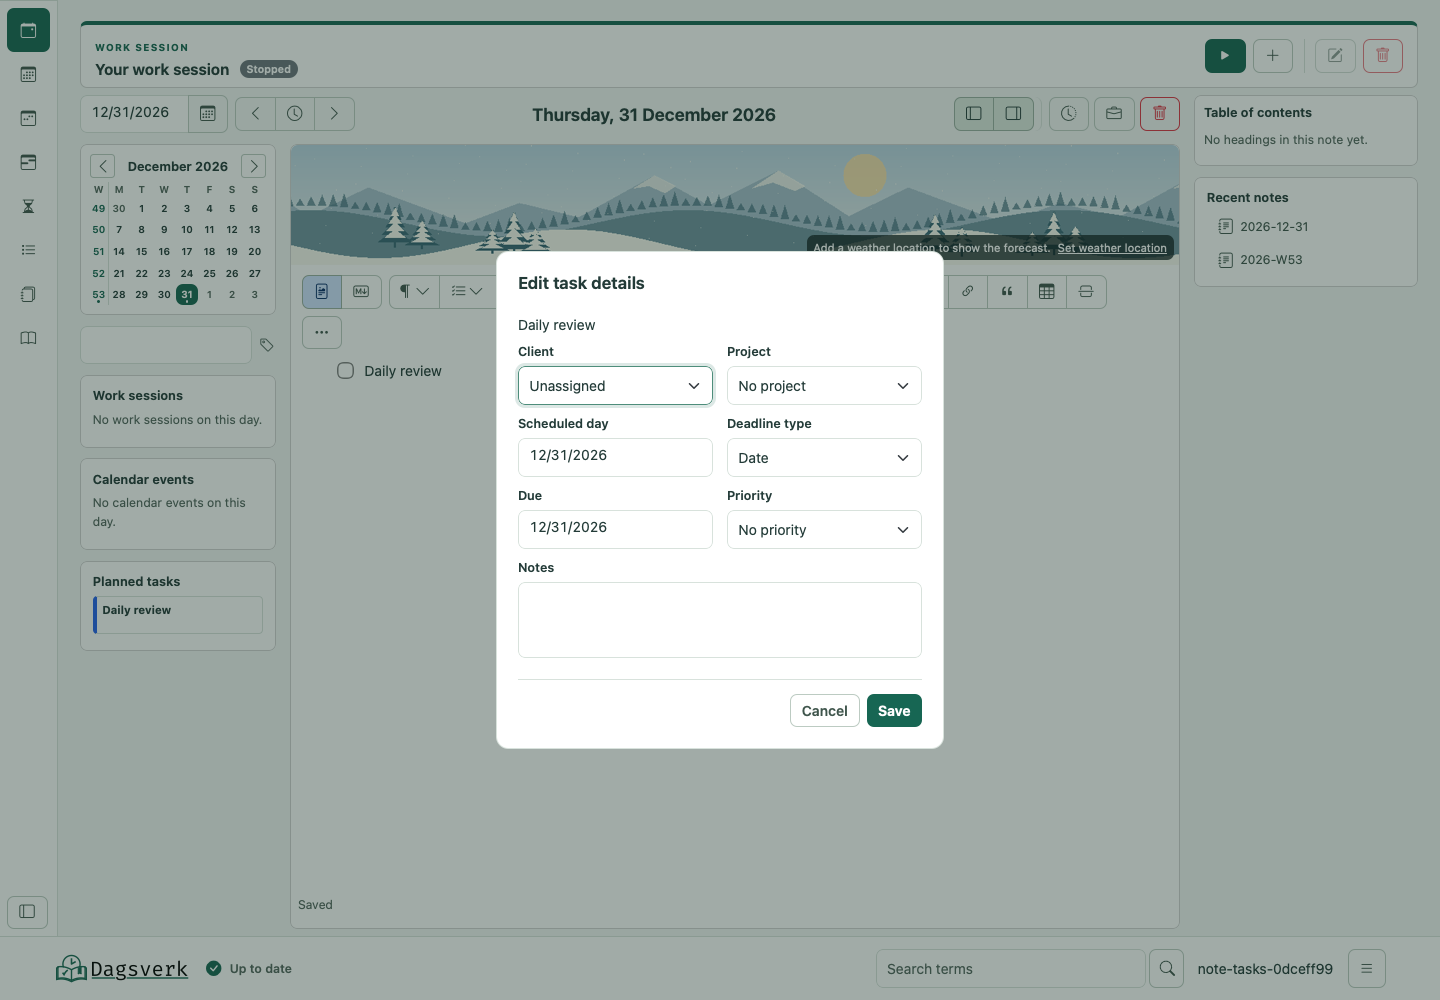 WORK SESSION
Your work session Stopped
12/31/2026
Thursday, 31 December 2026
December 2026
W M T W T F S S
49 30 1 2 3 4 5 6
50 7 8 9 10 11 12 13
51 14 15 16 17 18 19 20
52 21 22 23 24 25 26 27
53 28 29 30 31 1 2 3
Work sessions
No work sessions on this day.
Calendar events
No calendar events on this
day.
Planned tasks
Daily review
Add a weather location to show the forecast. Set weather location
Daily review
Saved
Edit task details
Daily review
Client Project
Unassigned No project
Scheduled day Deadline type
12/31/2026 Date
Due Priority
12/31/2026 No priority
Notes
Cancel Save
Table of contents
No headings in this note yet.
Recent notes
2026-12-31
2026-W53
Dagsverk Up to date
Search terms
note-tasks-0dceff99